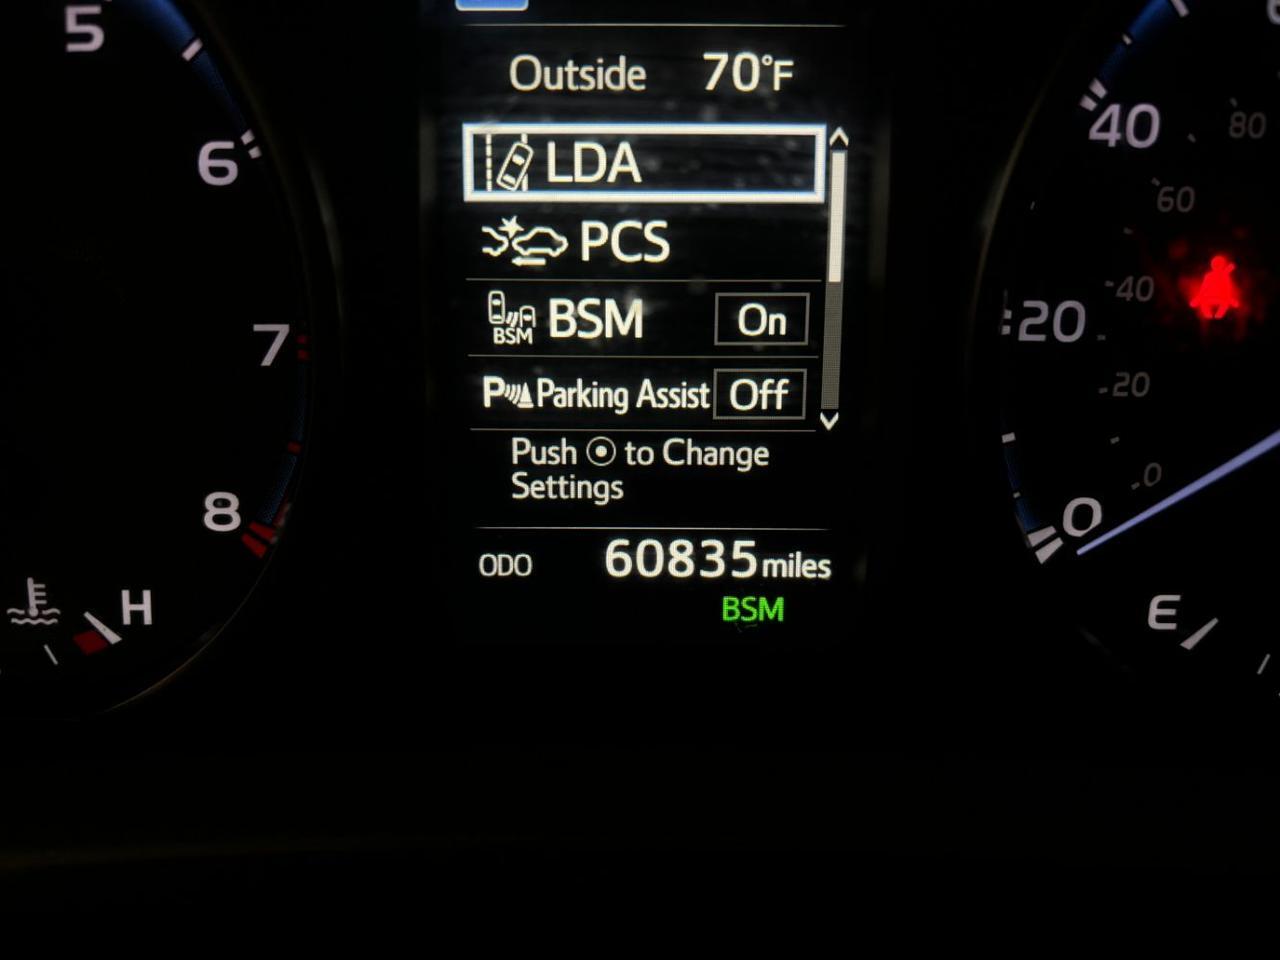 5
6
7
8
H
Outside 70°F
LDA
PCS
BSM BSM On
P Parking Assist Off
Push to Change
Settings
ODO 60835 miles
BSM
40
80
60
20
-40
-20
0
-0
E